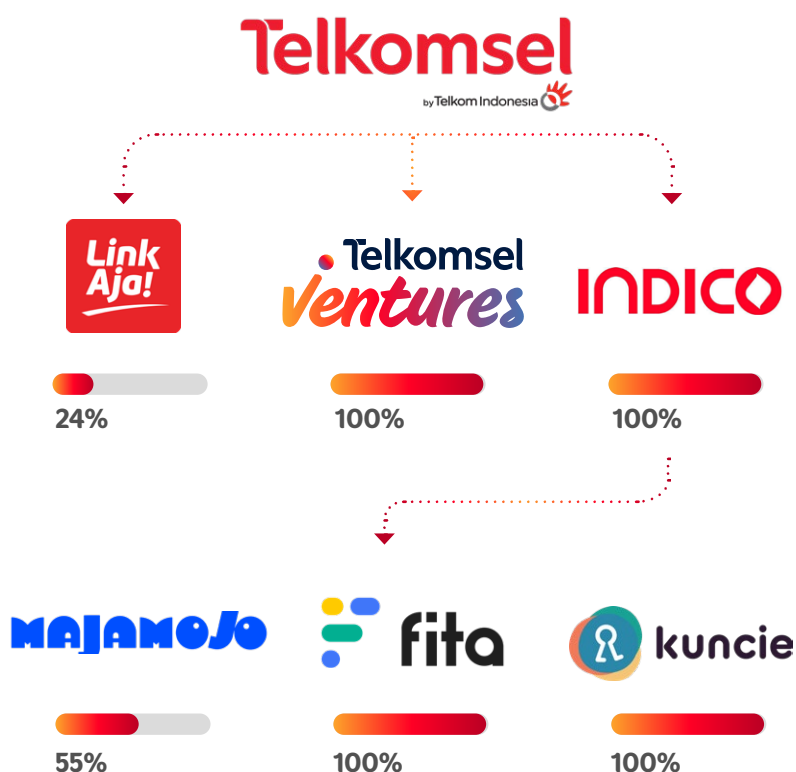 Telkomsel
by Telkom Indonesia
Link
Aja!
Telkomsel
ventures
INDICO
24%
100%
100%
MAJAMOJO
fita
kuncie
55%
100%
100%